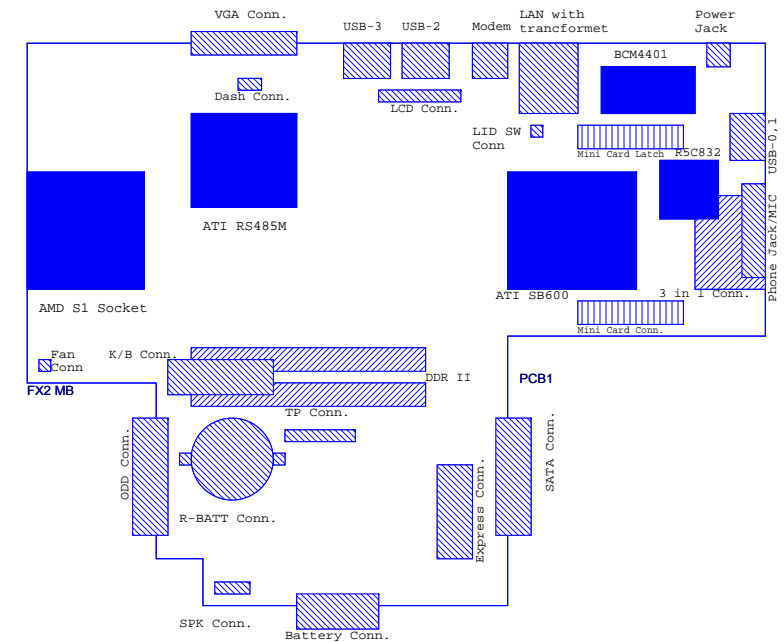 VGA Conn.
USB-3
USB-2
Modem
LAN with
transformet
Power
Jack
BCM4401
Dash Conn.
LCD Conn.
LID SW
Conn
Mini Card Latch
R5C832
USB-0,1
Phone Jack/MIC
ATI RS485M
AMD S1 Socket
ATI SB600
3 in 1 Conn.
Mini Card Conn.
Fan
Conn
K/B Conn.
DDR II
FX2 MB
PCB1
TP Conn.
ODD Conn.
SATA Conn.
Express Conn.
R-BATT Conn.
SPK Conn.
Battery Conn.